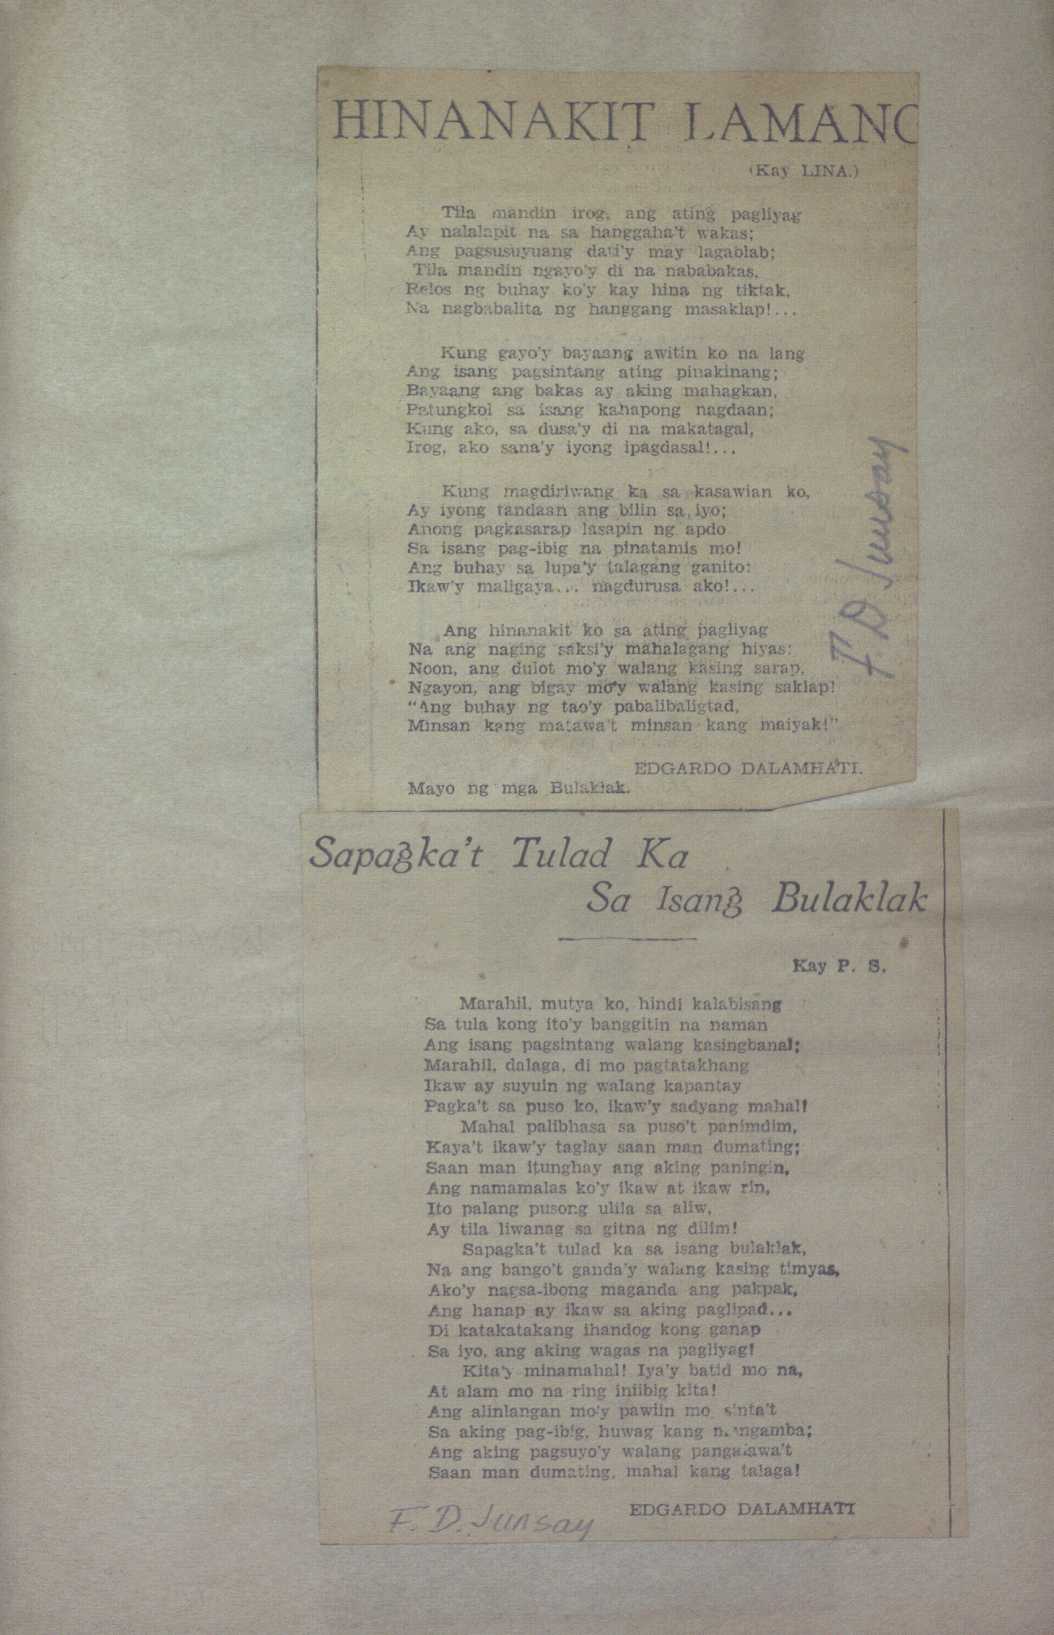 HINANAKIT LAMANG
(Kay LINA.)
Tila mandin irog, ang ating pagliyag
Ay nalalapit na sa hanggaha't wakas;
Ang pagsusuyuang dati'y may lagablab;
Tila mandin ngayo'y di na nababakas,
Relos ng buhay ko'y kay hina ng tiktak,
Na nagbabalita ng hanggang masaklap!...
Kung gayo'y bayaang awitin ko na lang
Ang isang pagsintang ating pinakinang;
Bayaang ang bakas ay aking mahagkan,
Patungkol sa isang kahapong nagdaan;
Kung ako, sa dusa'y di na makatagal,
Irog, ako sana'y iyong ipagdasal!...
Kung magdiriwang ka sa kasawian ko,
Ay iyong tandaan ang bilin sa iyo;
Anong pagkasarap lasapin ng apdo
Sa isang pag-ibig na pinatamis mo!
Ang buhay sa lupa'y talagang ganito:
Ikaw'y maligaya... nagdurusa ako!...
Ang hinanakit ko sa ating pagliyag
Na ang naging saksi'y mahalagang hiyas:
Noon, ang dulot mo'y walang kasing sarap,
Ngayon, ang bigay mo'y walang kasing saklap!
"Ang buhay ng tao'y pabalibaligtad,
Minsan kang matawa't minsan kang maiyak!"
EDGARDO DALAMHATI.
Mayo ng mga Bulaklak.
F. D. Junsay
Sapag̃ka't Tulad Ka
Sa Isang̃ Bulaklak
Kay P. S.
Marahil, mutya ko, hindi kalabisang
Sa tula kong ito'y banggitin na naman
Ang isang pagsintang walang kasingbanal;
Marahil, dalaga, di mo pagtatakhang
Ikaw ay suyuin ng walang kapantay
Pagka't sa puso ko, ikaw'y sadyang mahal!
Mahal palibhasa sa puso't panimdim,
Kaya't ikaw'y taglay saan man dumating;
Saan man itunghay ang aking paningin,
Ang namamalas ko'y ikaw at ikaw rin,
Ito palang pusong ulila sa aliw,
Ay tila liwanag sa gitna ng dilim!
Sapagka't tulad ka sa isang bulaklak,
Na ang bango't ganda'y walang kasing timyas,
Ako'y nagsa-ibong maganda ang pakpak,
Ang hanap ay ikaw sa aking paglipad...
Di katakatakang ihandog kong ganap
Sa iyo, ang aking wagas na pagliyag!
Kita'y minamahal! Iya'y batid mo na,
At alam mo na ring iniibig kita!
Ang alinlangan mo'y pawiin mo sinta't
Sa aking pag-ibig, huwag kang mangamba;
Ang aking pagsuyo'y walang pangalawa't
Saan man dumating, mahal kang talaga!
EDGARDO DALAMHATI
F. D. Junsay